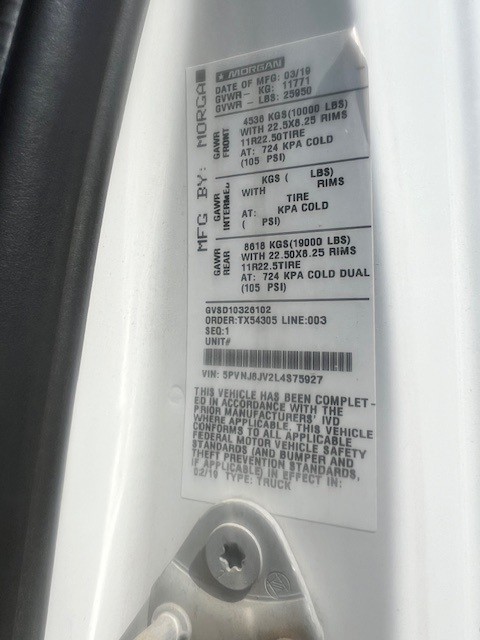 MFG BY: MORGA
MORGAN
DATE OF MFG: 03/19
GVWR - KG: 11771
GVWR - LBS: 25950
GAWR FRONT
4536 KGS(10000 LBS)
WITH 22.5X8.25 RIMS
11R22.50TIRE
AT: 724 KPA COLD
(105 PSI)
GAWR INTERMED
KGS ( LBS)
WITH RIMS
TIRE
AT: KPA COLD
( PSI)
GAWR REAR
8618 KGS(19000 LBS)
WITH 22.50X8.25 RIMS
11R22.5TIRE
AT: 724 KPA COLD DUAL
(105 PSI)
GVSD10326102
ORDER:TX54305 LINE:003
SEQ:1
UNIT#
VIN: 5PVNJ8JV2L4S75927
THIS VEHICLE HAS BEEN COMPLET-
ED IN ACCORDANCE WITH THE
PRIOR MANUFACTURERS' IVD
WHERE APPLICABLE. THIS VEHICLE
CONFORMS TO ALL APPLICABLE
FEDERAL MOTOR VEHICLE SAFETY
STANDARDS (AND BUMPER AND
THEFT PREVENTION STANDARDS,
IF APPLICABLE) IN EFFECT IN:
02/19 TYPE: TRUCK